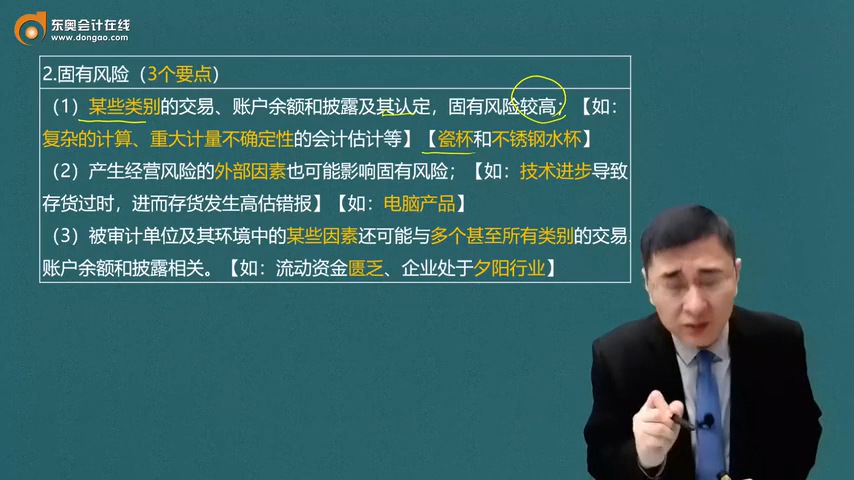 东奥会计在线
www.dongao.com
2.固有风险（3个要点）
（1）某些类别的交易、账户余额和披露及其认定，固有风险较高；【如：
复杂的计算、重大计量不确定性的会计估计等】【瓷杯和不锈钢水杯】
（2）产生经营风险的外部因素也可能影响固有风险；【如：技术进步导致
存货过时，进而存货发生高估错报】【如：电脑产品】
（3）被审计单位及其环境中的某些因素还可能与多个甚至所有类别的交易
账户余额和披露相关。【如：流动资金匮乏、企业处于夕阳行业】